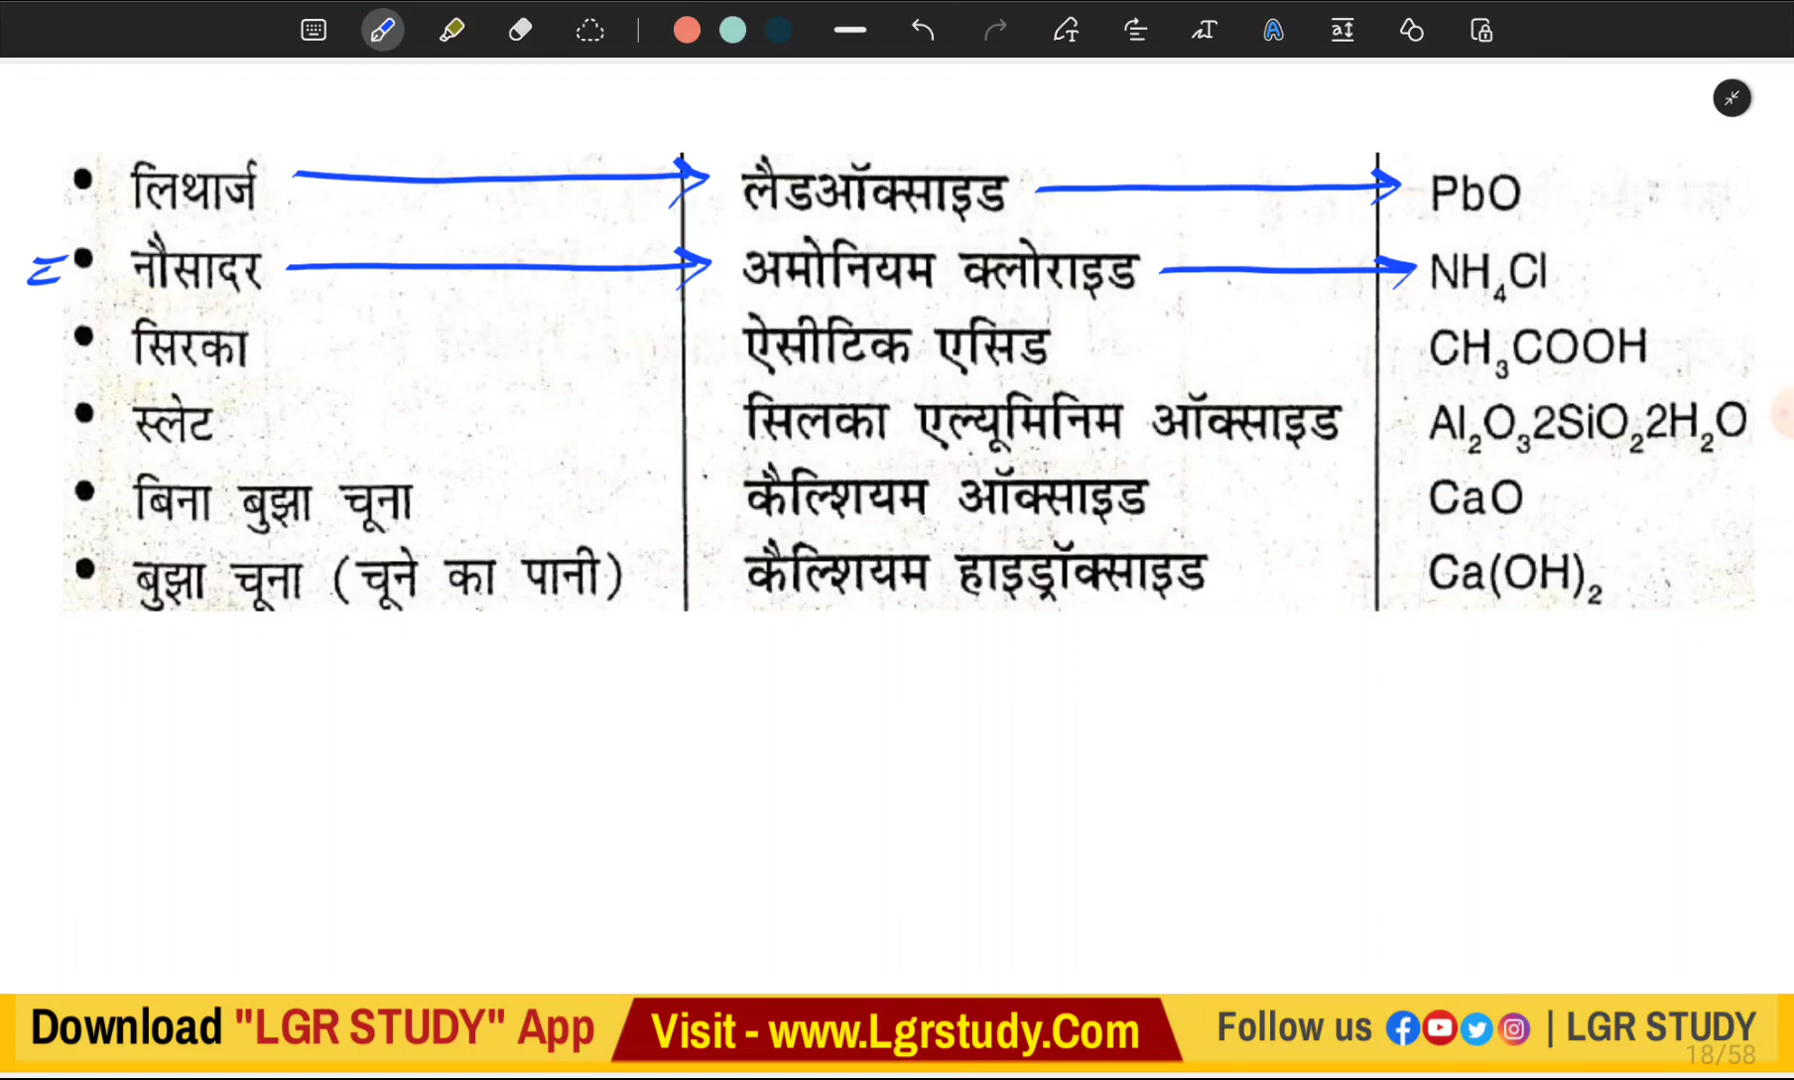 • लिथार्ज लैडऑक्साइड PbO
• नौसादर अमोनियम क्लोराइड NH₄Cl
• सिरका ऐसीटिक एसिड CH₃COOH
• स्लेट सिलका एल्यूमिनिम ऑक्साइड Al₂O₃2SiO₂2H₂O
• बिना बुझा चूना कैल्शियम ऑक्साइड CaO
• बुझा चूना (चूने का पानी) कैल्शियम हाइड्रॉक्साइड Ca(OH)₂
Download "LGR STUDY" App Visit - www.Lgrstudy.Com Follow us | LGR STUDY
18/58